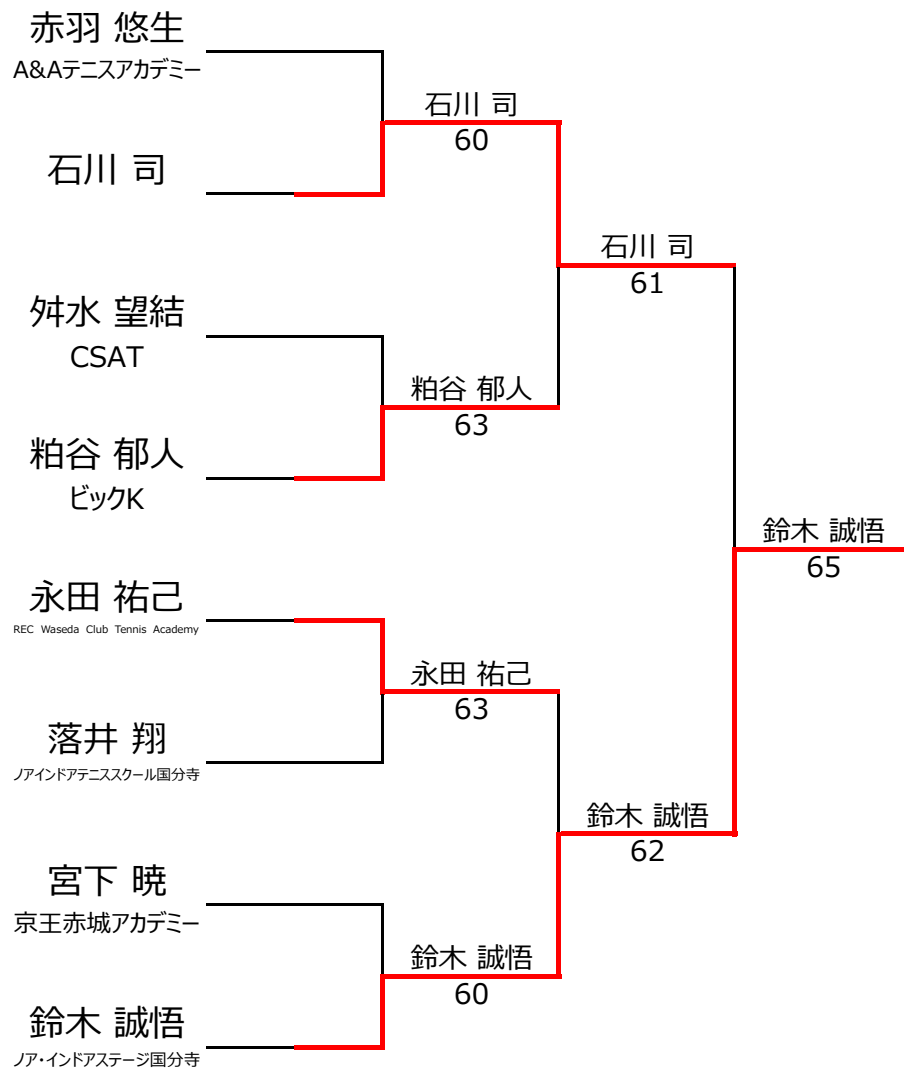 赤羽 悠生
A&Aテニスアカデミー
石川 司
60
石川 司
石川 司
61
舛水 望結
CSAT
粕谷 郁人
63
粕谷 郁人
ビックK
鈴木 誠悟
65
永田 祐己
REC Waseda Club Tennis Academy
永田 祐己
63
落井 翔
ノアインドアテニススクール国分寺
鈴木 誠悟
62
宮下 暁
京王赤城アカデミー
鈴木 誠悟
60
鈴木 誠悟
ノア・インドアステージ国分寺